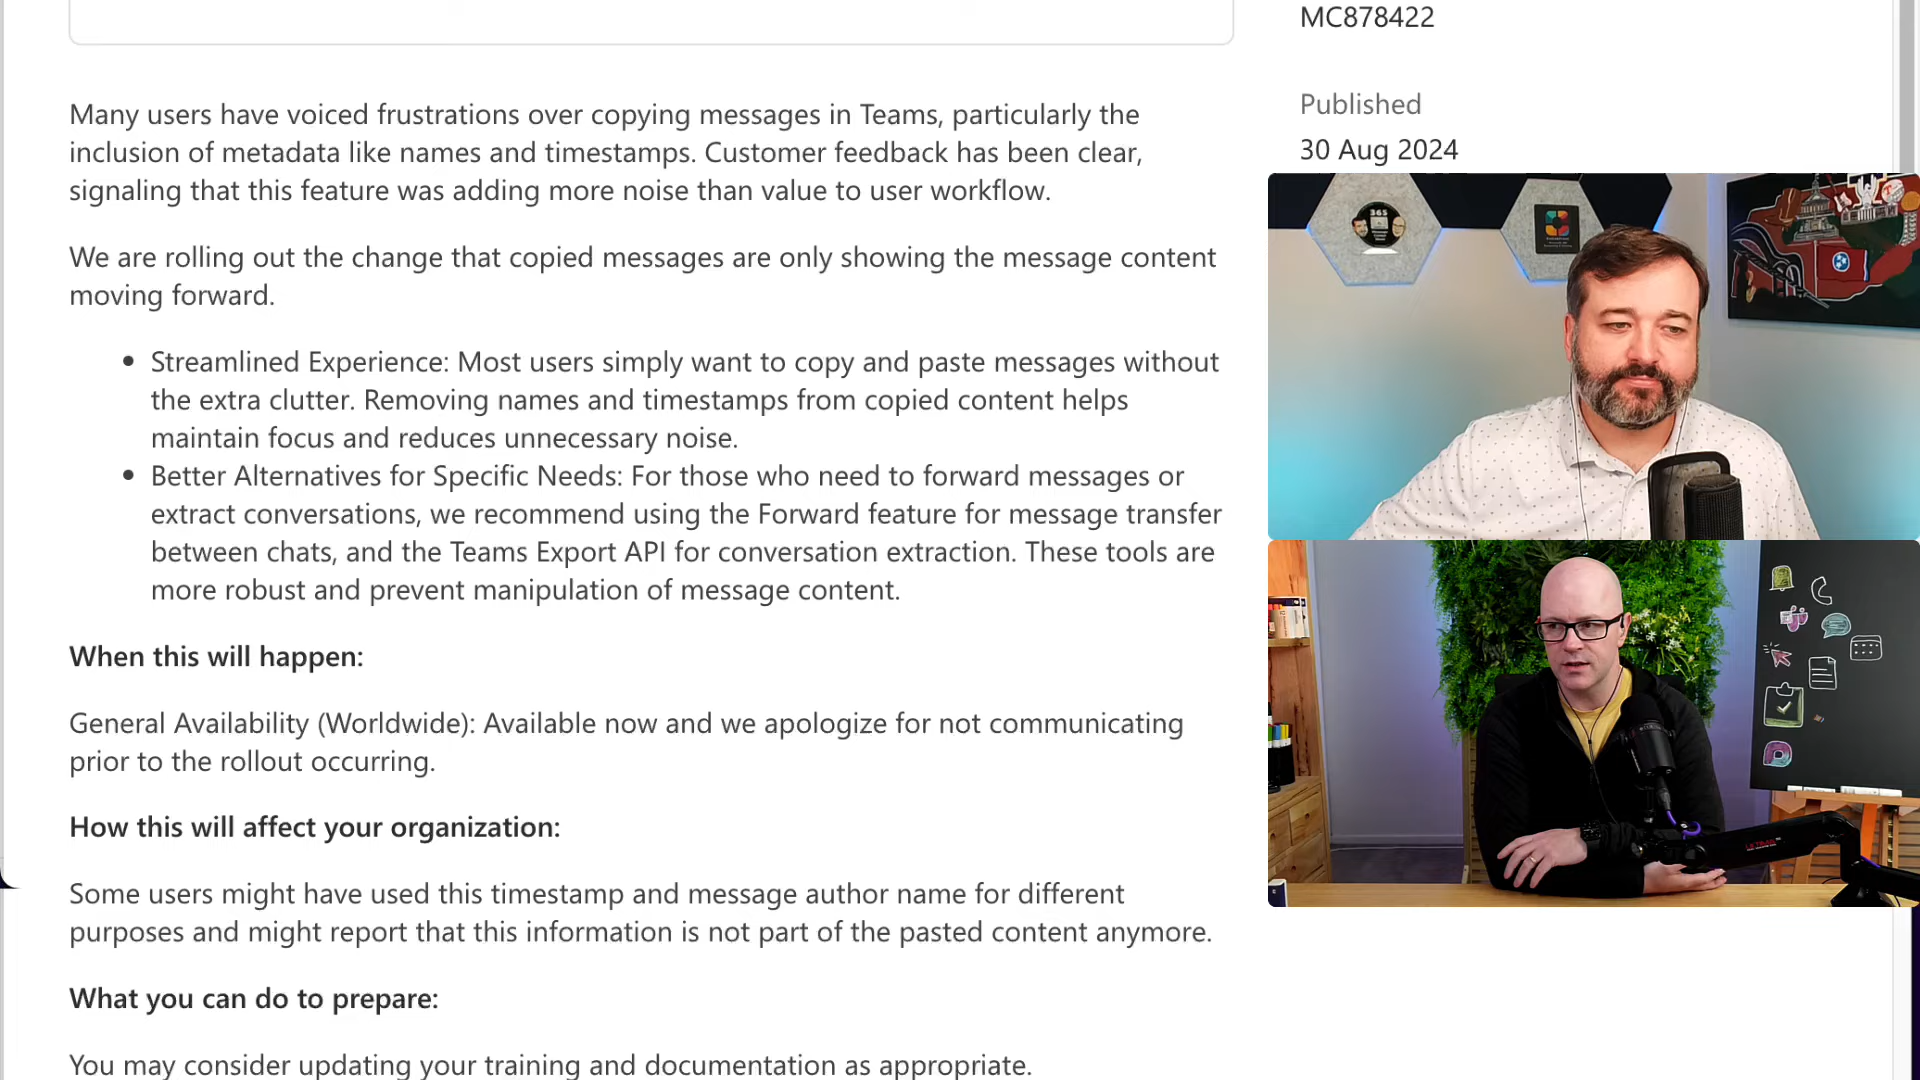 MC878422
Published
30 Aug 2024
Many users have voiced frustrations over copying messages in Teams, particularly the
inclusion of metadata like names and timestamps. Customer feedback has been clear,
signaling that this feature was adding more noise than value to user workflow.
We are rolling out the change that copied messages are only showing the message content
moving forward.
• Streamlined Experience: Most users simply want to copy and paste messages without
the extra clutter. Removing names and timestamps from copied content helps
maintain focus and reduces unnecessary noise.
• Better Alternatives for Specific Needs: For those who need to forward messages or
extract conversations, we recommend using the Forward feature for message transfer
between chats, and the Teams Export API for conversation extraction. These tools are
more robust and prevent manipulation of message content.
When this will happen:
General Availability (Worldwide): Available now and we apologize for not communicating
prior to the rollout occurring.
How this will affect your organization:
Some users might have used this timestamp and message author name for different
purposes and might report that this information is not part of the pasted content anymore.
What you can do to prepare:
You may consider updating your training and documentation as appropriate.
365